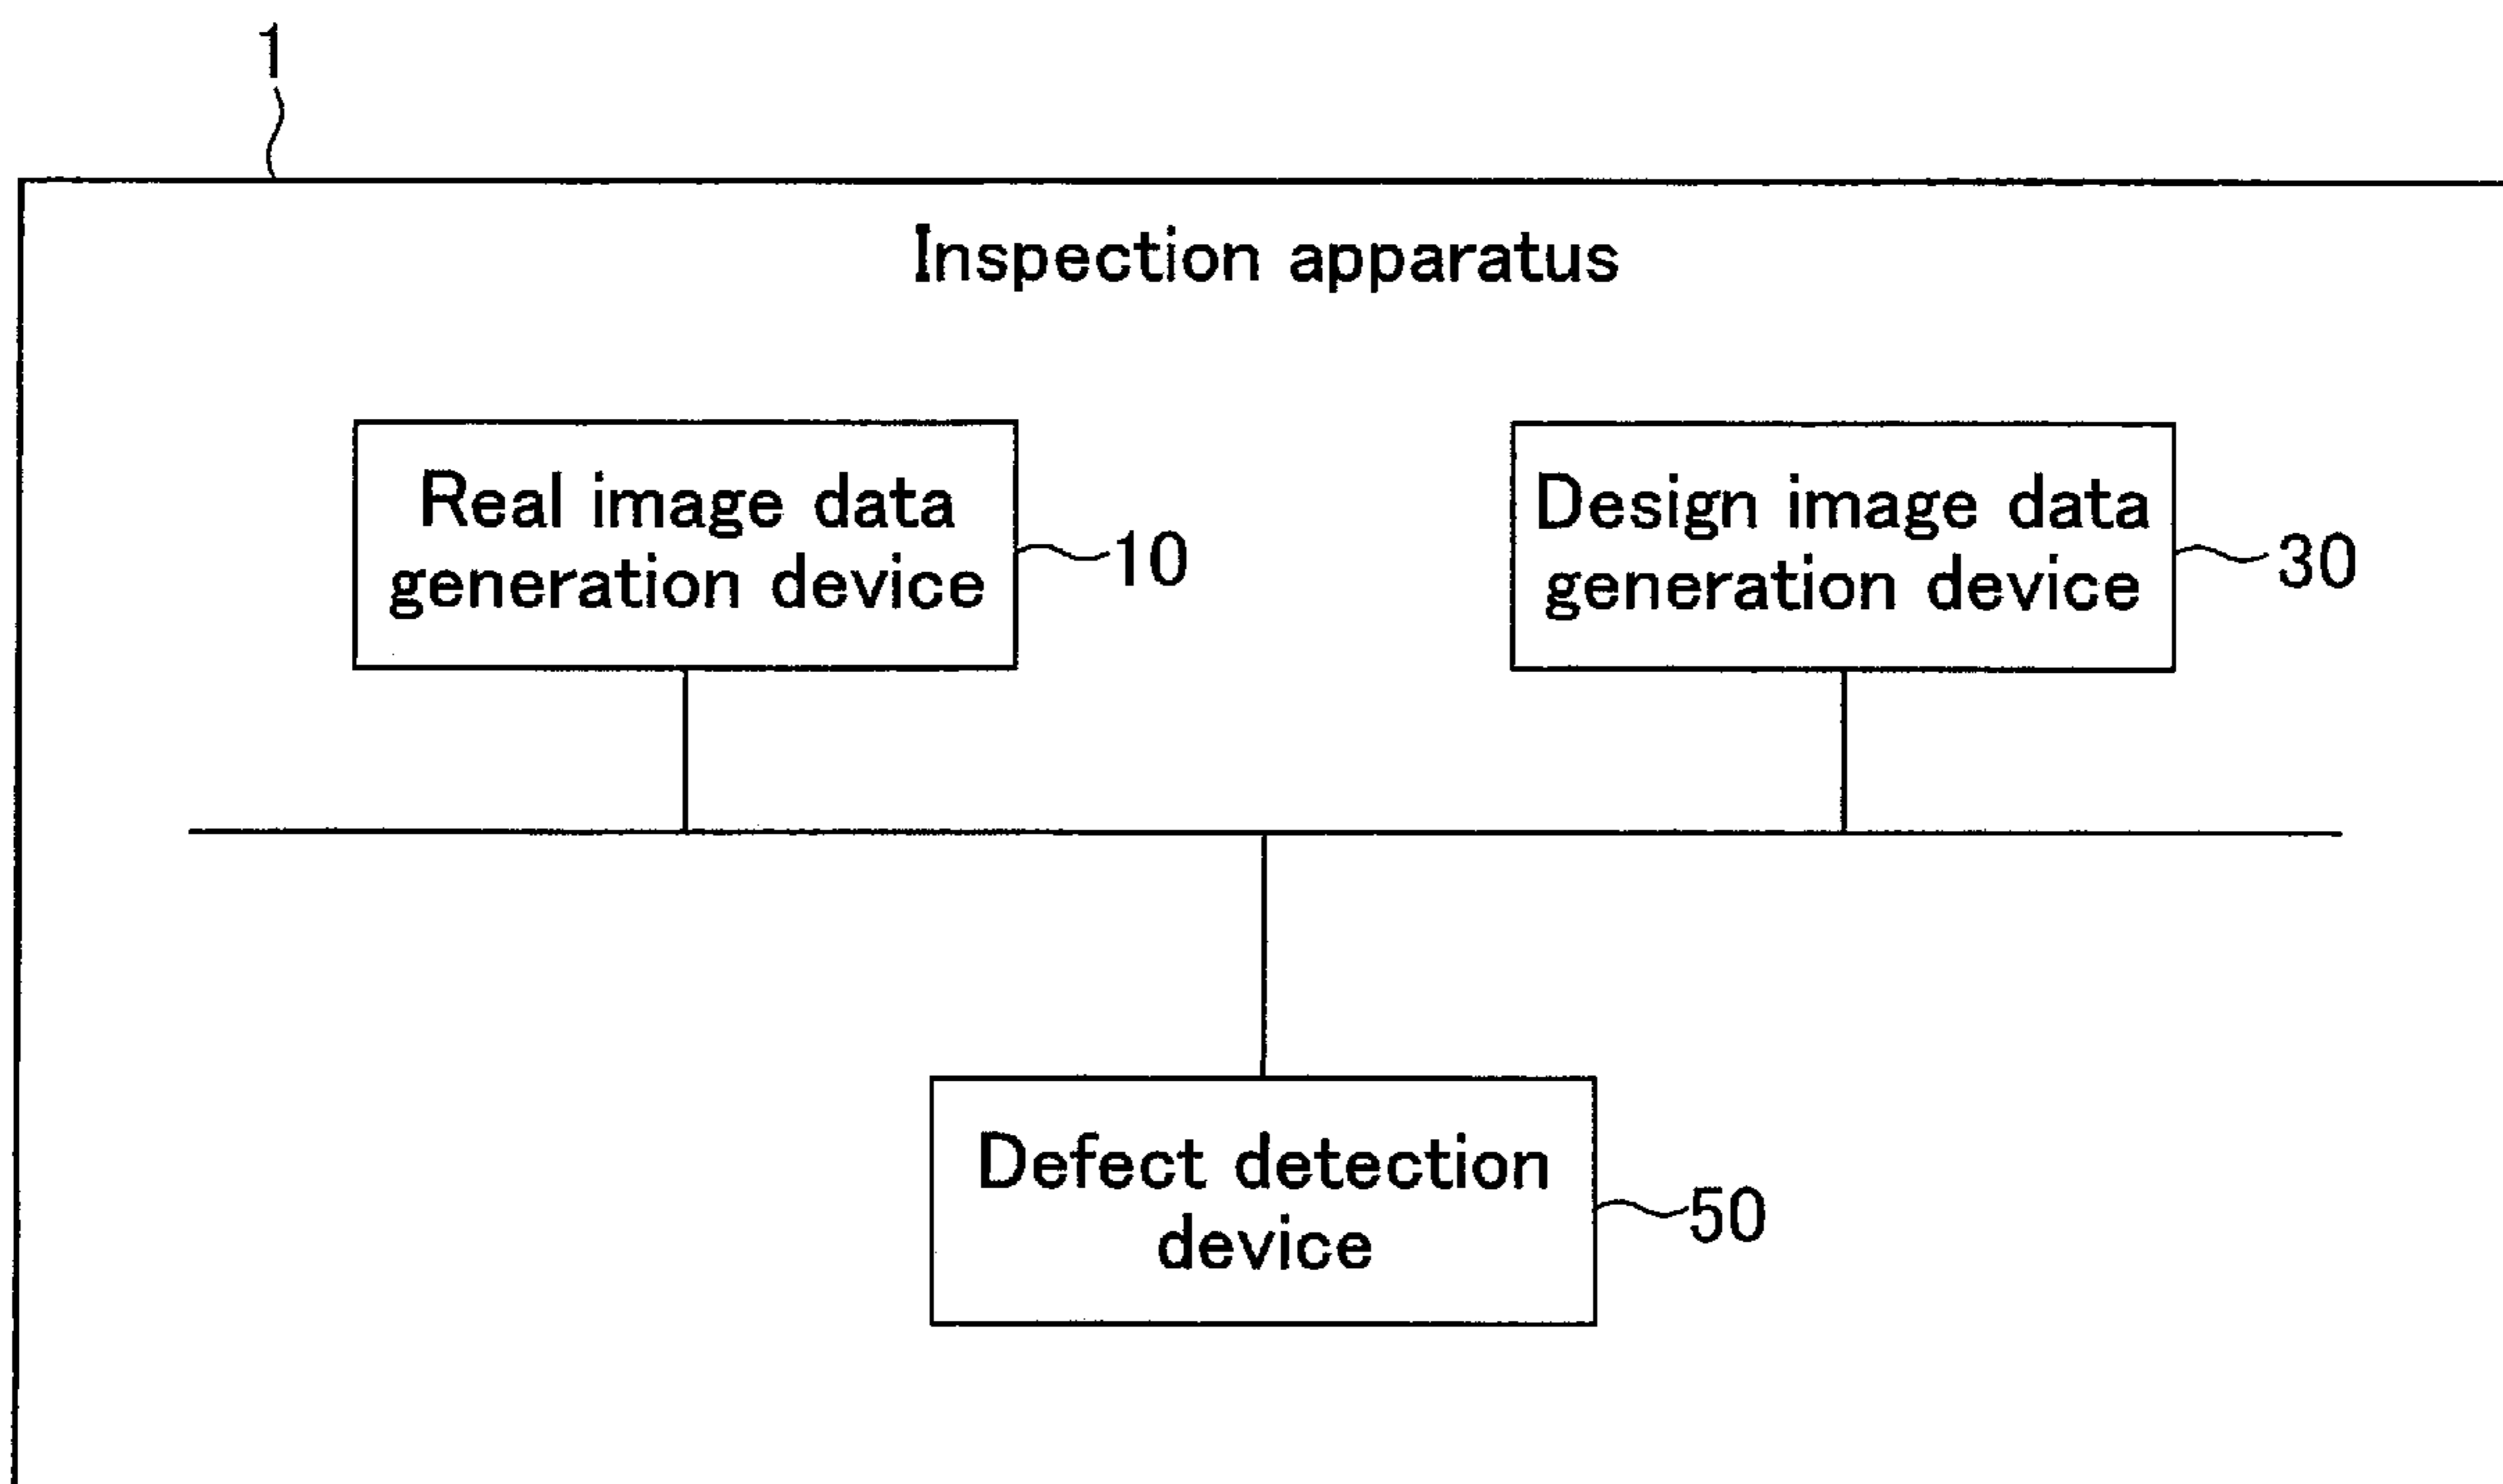 1
Inspection apparatus
Real image data
generation device
10
Design image data
generation device
30
Defect detection
device
50